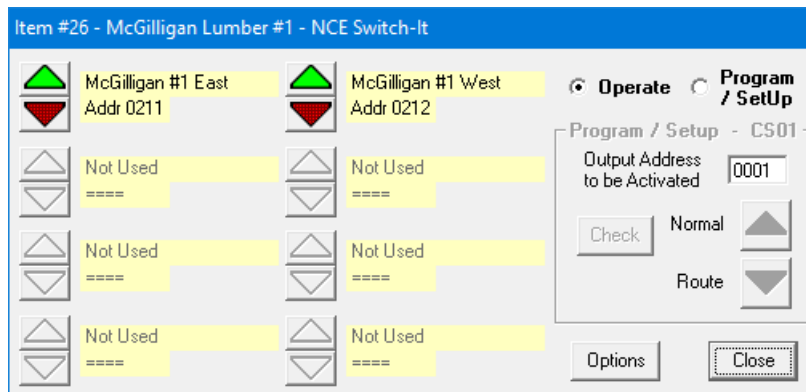 Item #26 - McGilligan Lumber #1 - NCE Switch-It
McGilligan #1 East
Addr 0211
McGilligan #1 West
Addr 0212
Not Used
====
Not Used
====
Not Used
====
Not Used
====
Not Used
====
Not Used
====
Operate
Program
/ SetUp
Program / Setup - CS01
Output Address
to be Activated
0001
Check
Normal
Route
Options
Close